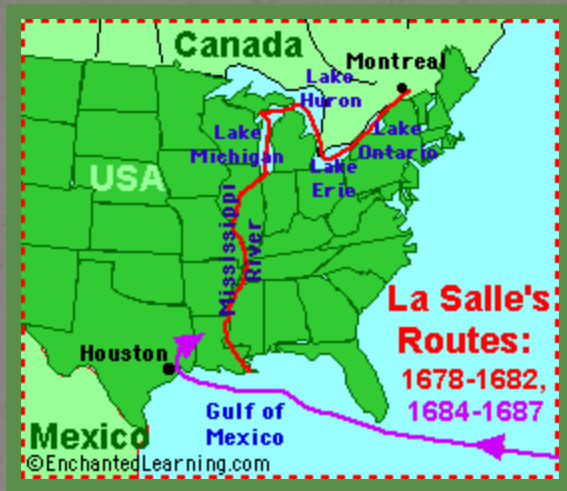 Canada
Montreal
Lake
Huron
Lake
Michigan
Lake
Ontario
Lake
Erie
USA
Mississippi
River
La Salle's
Routes:
1678-1682,
1684-1687
Houston
Gulf of
Mexico
Mexico
©EnchantedLearning.com